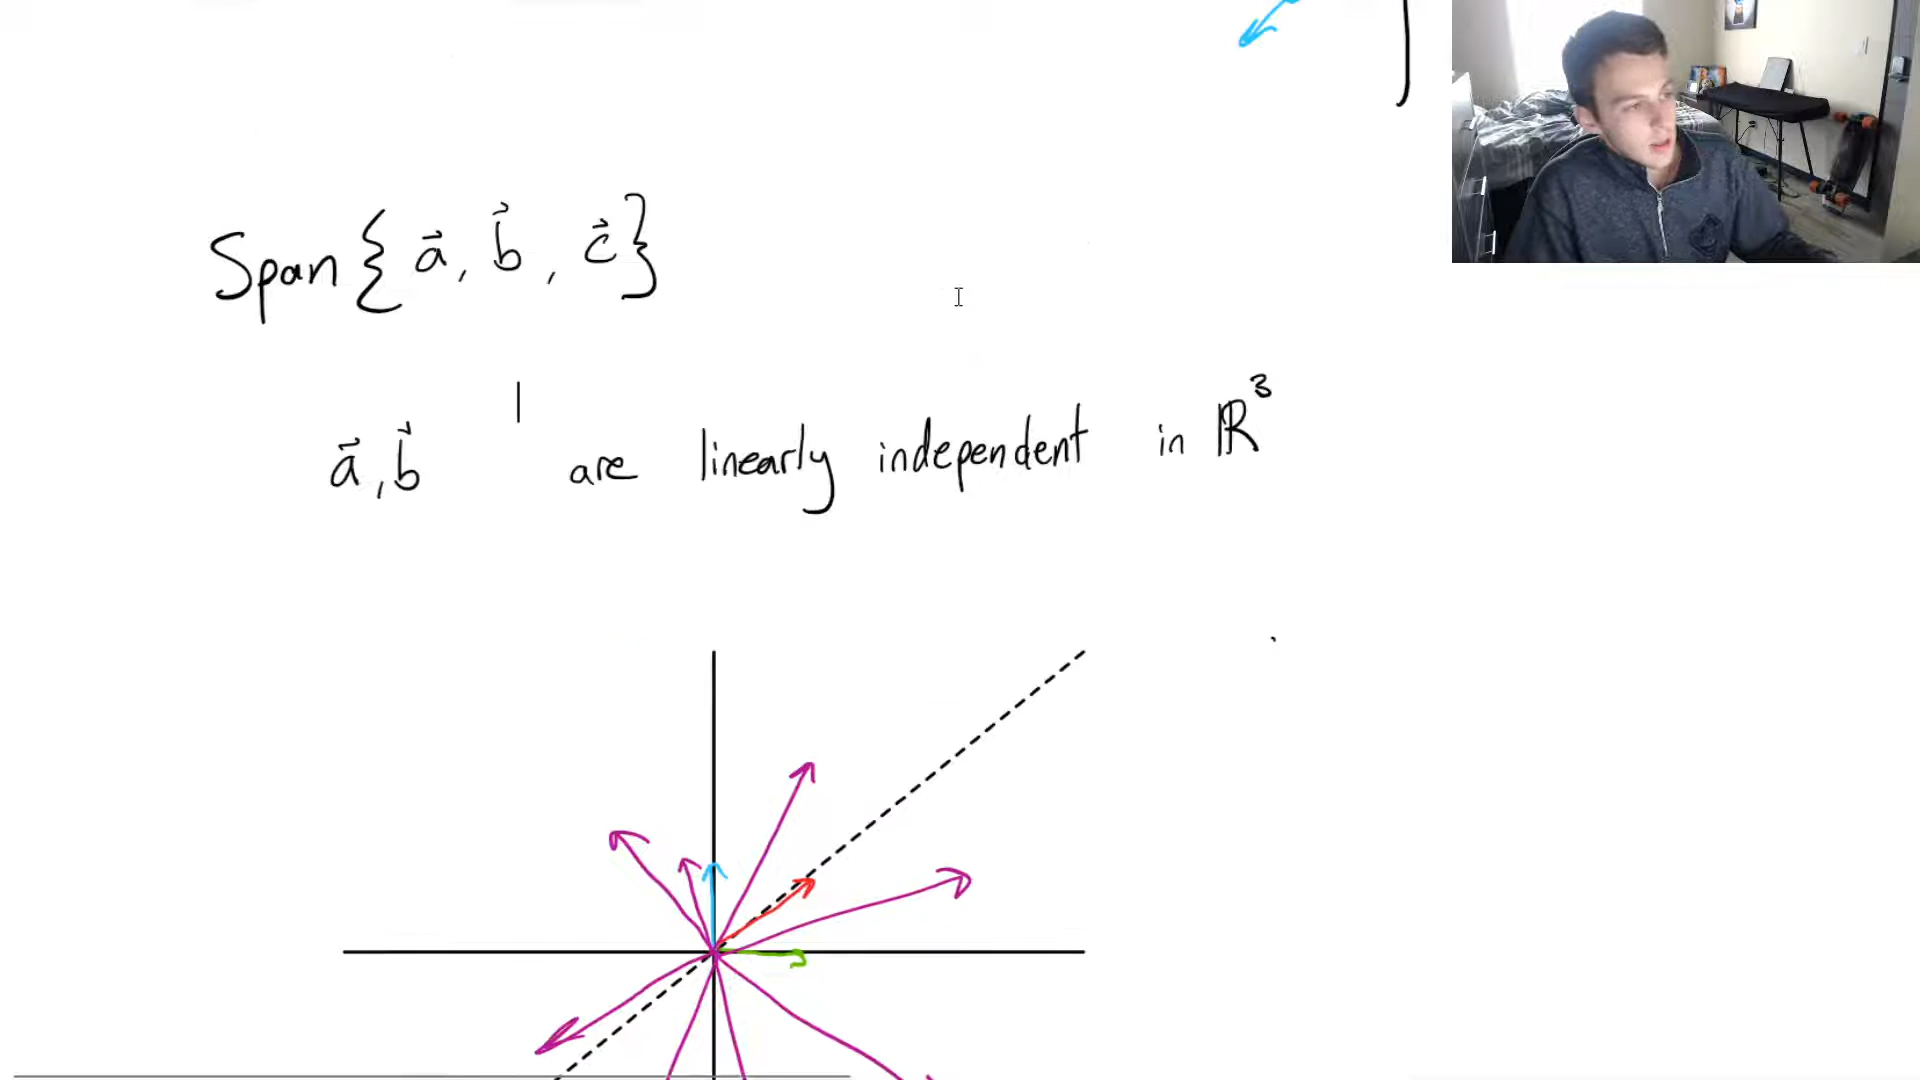 Span{a⃗, b⃗, c⃗}
a⃗, b⃗ | are linearly independent in ℝ³